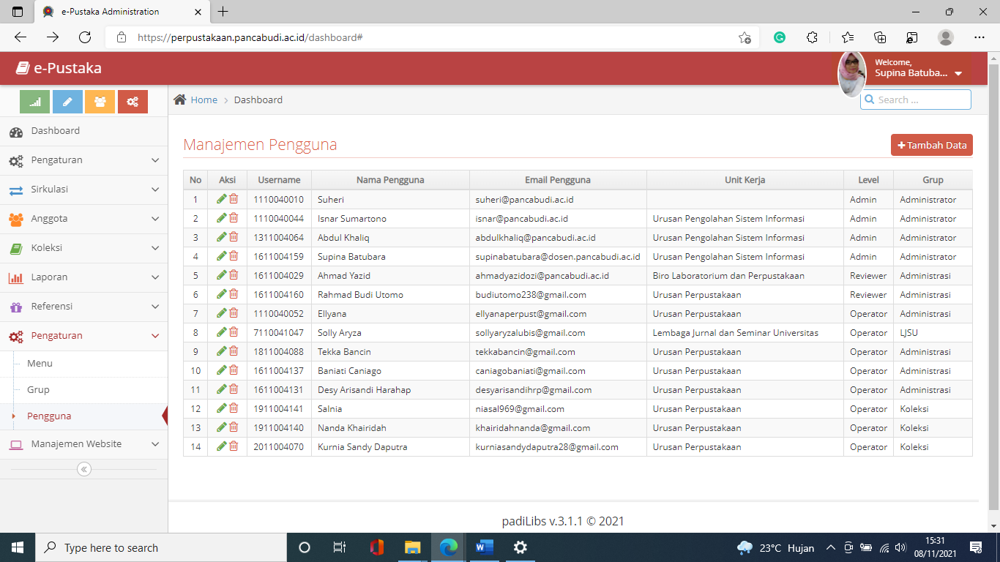 e-Pustaka Administration
https://perpustakaan.pancabudi.ac.id/dashboard#
e-Pustaka
Welcome,
Supina Batuba...
Home > Dashboard
Search ...
Dashboard
Pengaturan
Sirkulasi
Anggota
Koleksi
Laporan
Referensi
Pengaturan
Menu
Grup
Pengguna
Manajemen Website
Manajemen Pengguna
+Tambah Data
No Aksi Username Nama Pengguna Email Pengguna Unit Kerja Level Grup
1 1110040010 Suheri suheri@pancabudi.ac.id Admin Administrator
2 1110040044 Isnar Sumartono isnar@pancabudi.ac.id Urusan Pengolahan Sistem Informasi Admin Administrator
3 1311004064 Abdul Khaliq abdulkhaliq@pancabudi.ac.id Urusan Pengolahan Sistem Informasi Admin Administrator
4 1611004159 Supina Batubara supinabatubara@dosen.pancabudi.ac.id Urusan Pengolahan Sistem Informasi Admin Administrator
5 1611004029 Ahmad Yazid ahmadyazidozi@pancabudi.ac.id Biro Laboratorium dan Perpustakaan Reviewer Administrasi
6 1611004160 Rahmad Budi Utomo budiutomo238@gmail.com Urusan Perpustakaan Reviewer Administrasi
7 1110040052 Ellyana ellyanaperpust@gmail.com Urusan Perpustakaan Operator Administrasi
8 7110041047 Solly Aryza sollyaryzalubis@gmail.com Lembaga Jurnal dan Seminar Universitas Operator LJSU
9 1811004088 Tekka Bancin tekkabancin@gmail.com Urusan Perpustakaan Operator Administrasi
10 1611004137 Baniati Caniago caniagobaniati@gmail.com Urusan Perpustakaan Operator Administrasi
11 1611004131 Desy Arisandi Harahap desyarisandihrp@gmail.com Urusan Perpustakaan Operator Administrasi
12 1911004141 Salnia niasal969@gmail.com Urusan Perpustakaan Operator Koleksi
13 1911004140 Nanda Khairidah khairidahnanda@gmail.com Urusan Perpustakaan Operator Koleksi
14 2011004070 Kurnia Sandy Daputra kurniasandydaputra28@gmail.com Urusan Perpustakaan Operator Koleksi
padiLibs v.3.1.1 © 2021
Type here to search
23°C Hujan
15:31
08/11/2021